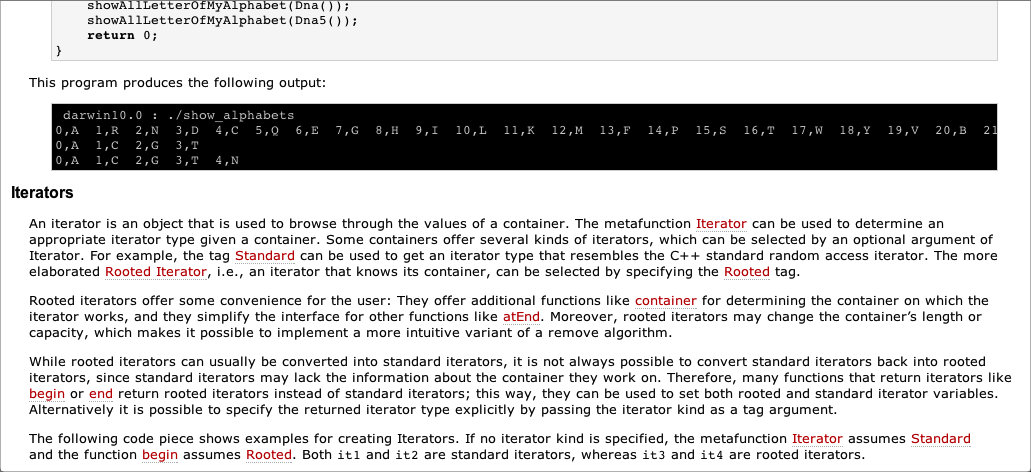 showAllLetterOfMyAlphabet(Dna());
showAllLetterOfMyAlphabet(Dna5());
return 0;
}
This program produces the following output:
darwin10.0 : ./show_alphabets
0,A 1,R 2,N 3,D 4,C 5,Q 6,E 7,G 8,H 9,I 10,L 11,K 12,M 13,F 14,P 15,S 16,T 17,W 18,Y 19,V 20,B 21
0,A 1,C 2,G 3,T
0,A 1,C 2,G 3,T 4,N
Iterators
An iterator is an object that is used to browse through the values of a container. The metafunction Iterator can be used to determine an
appropriate iterator type given a container. Some containers offer several kinds of iterators, which can be selected by an optional argument of
Iterator. For example, the tag Standard can be used to get an iterator type that resembles the C++ standard random access iterator. The more
elaborated Rooted Iterator, i.e., an iterator that knows its container, can be selected by specifying the Rooted tag.
Rooted iterators offer some convenience for the user: They offer additional functions like container for determining the container on which the
iterator works, and they simplify the interface for other functions like atEnd. Moreover, rooted iterators may change the container’s length or
capacity, which makes it possible to implement a more intuitive variant of a remove algorithm.
While rooted iterators can usually be converted into standard iterators, it is not always possible to convert standard iterators back into rooted
iterators, since standard iterators may lack the information about the container they work on. Therefore, many functions that return iterators like
begin or end return rooted iterators instead of standard iterators; this way, they can be used to set both rooted and standard iterator variables.
Alternatively it is possible to specify the returned iterator type explicitly by passing the iterator kind as a tag argument.
The following code piece shows examples for creating Iterators. If no iterator kind is specified, the metafunction Iterator assumes Standard
and the function begin assumes Rooted. Both it1 and it2 are standard iterators, whereas it3 and it4 are rooted iterators.